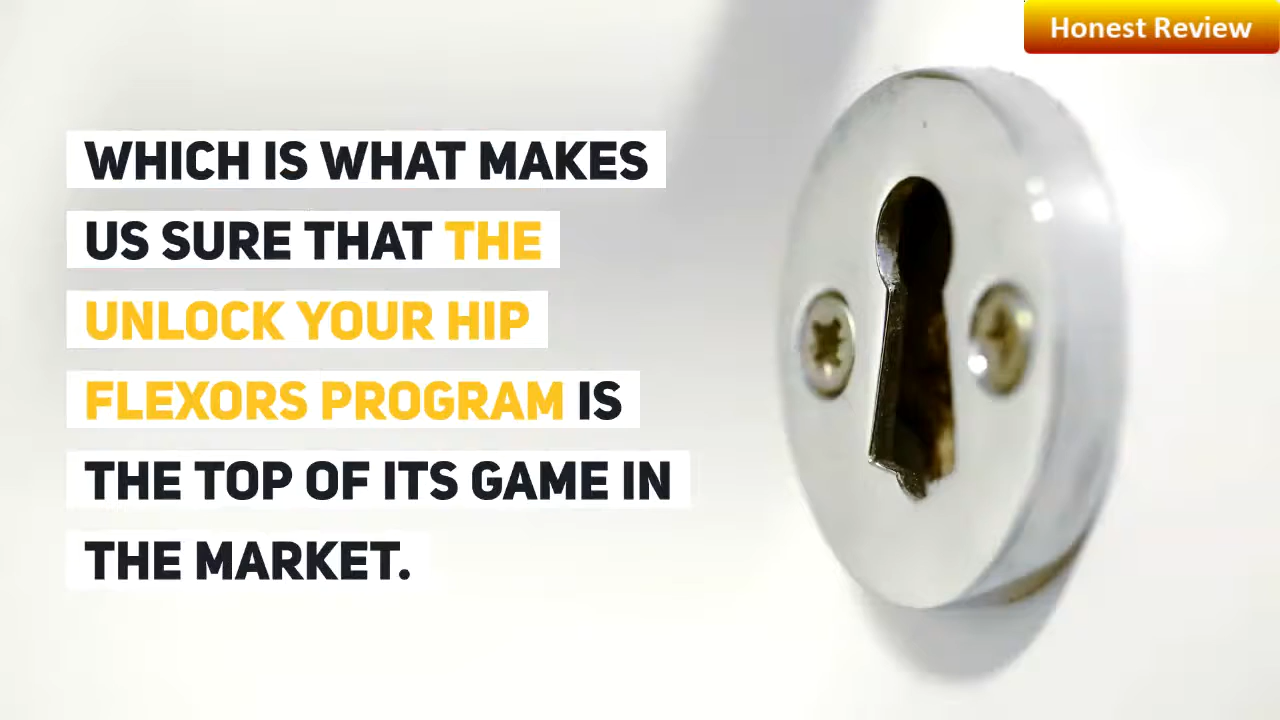 Honest Review
WHICH IS WHAT MAKES
US SURE THAT THE
UNLOCK YOUR HIP
FLEXORS PROGRAM IS
THE TOP OF ITS GAME IN
THE MARKET.